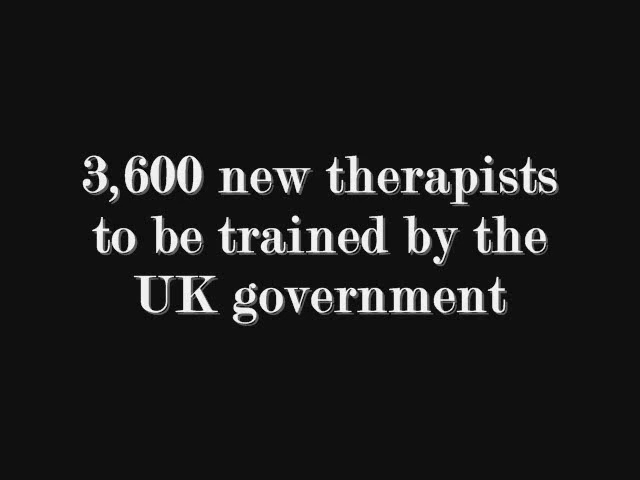 3,600 new therapists
to be trained by the
UK government